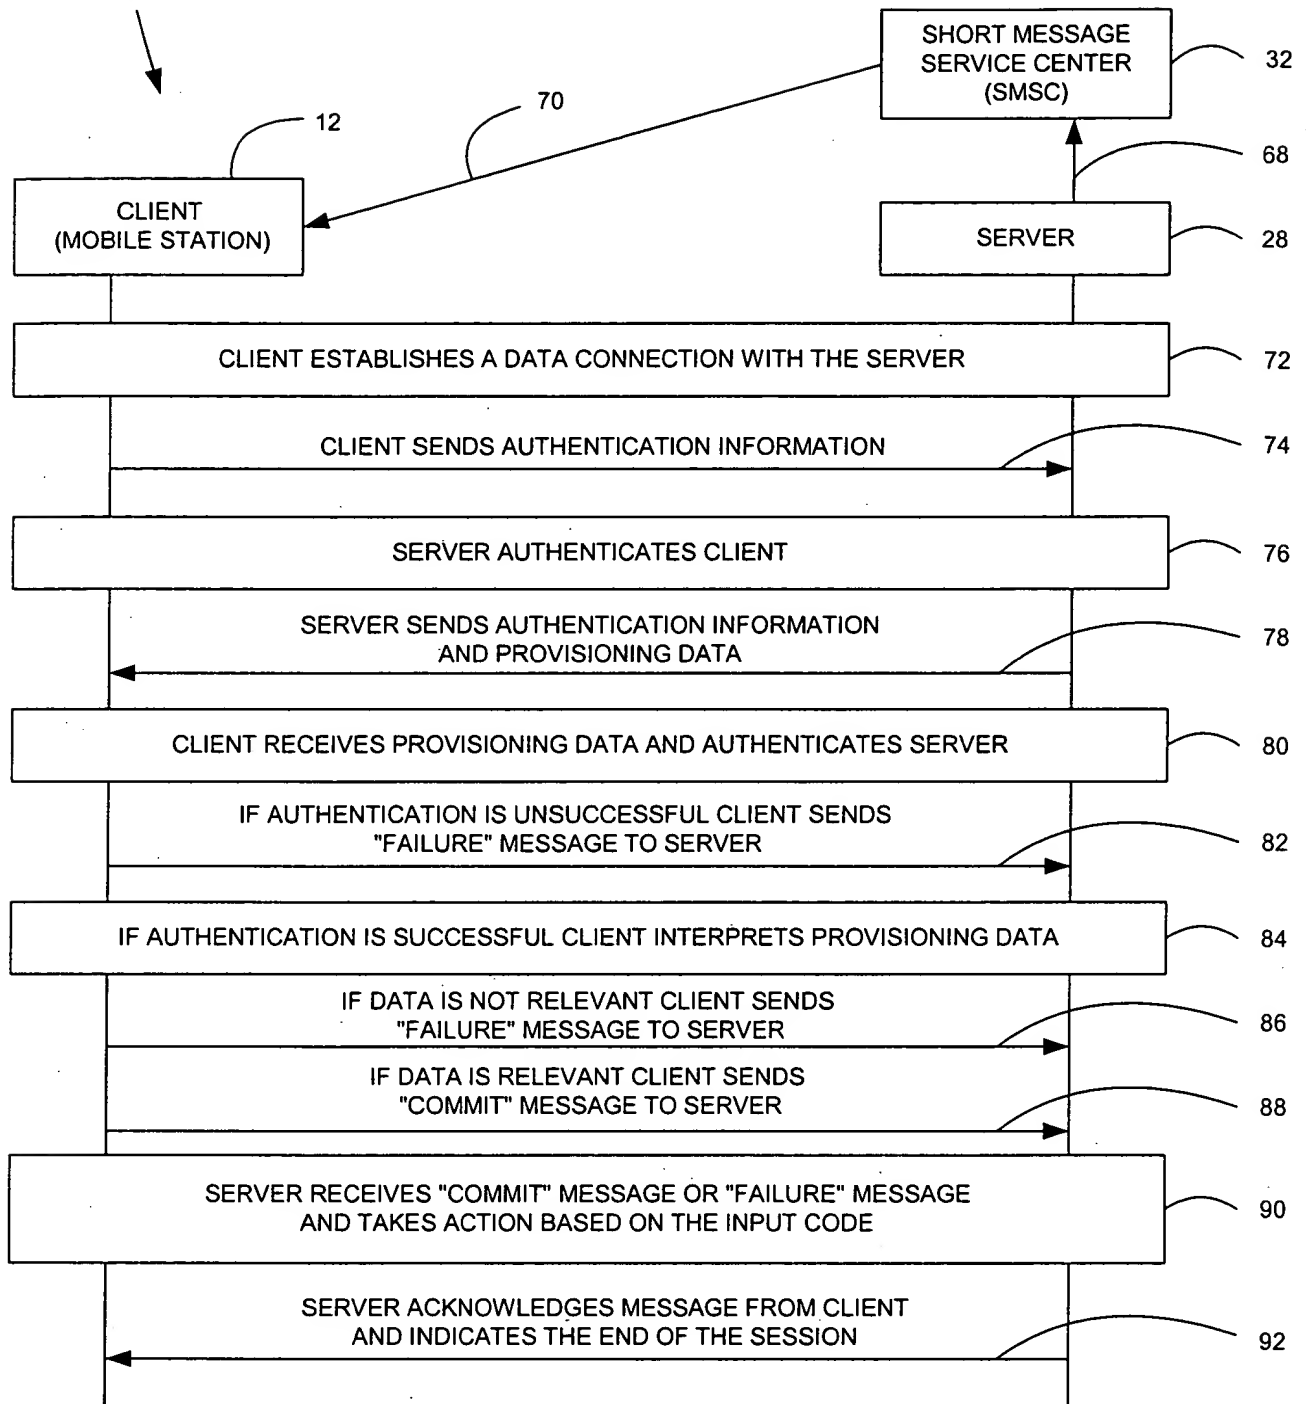 SHORT MESSAGE
SERVICE CENTER
(SMSC)
32
70
12
68
CLIENT
(MOBILE STATION)
SERVER
28
CLIENT ESTABLISHES A DATA CONNECTION WITH THE SERVER
72
CLIENT SENDS AUTHENTICATION INFORMATION
74
SERVER AUTHENTICATES CLIENT
76
SERVER SENDS AUTHENTICATION INFORMATION
AND PROVISIONING DATA
78
CLIENT RECEIVES PROVISIONING DATA AND AUTHENTICATES SERVER
80
IF AUTHENTICATION IS UNSUCCESSFUL CLIENT SENDS
"FAILURE" MESSAGE TO SERVER
82
IF AUTHENTICATION IS SUCCESSFUL CLIENT INTERPRETS PROVISIONING DATA
84
IF DATA IS NOT RELEVANT CLIENT SENDS
"FAILURE" MESSAGE TO SERVER
86
IF DATA IS RELEVANT CLIENT SENDS
"COMMIT" MESSAGE TO SERVER
88
SERVER RECEIVES "COMMIT" MESSAGE OR "FAILURE" MESSAGE
AND TAKES ACTION BASED ON THE INPUT CODE
90
SERVER ACKNOWLEDGES MESSAGE FROM CLIENT
AND INDICATES THE END OF THE SESSION
92